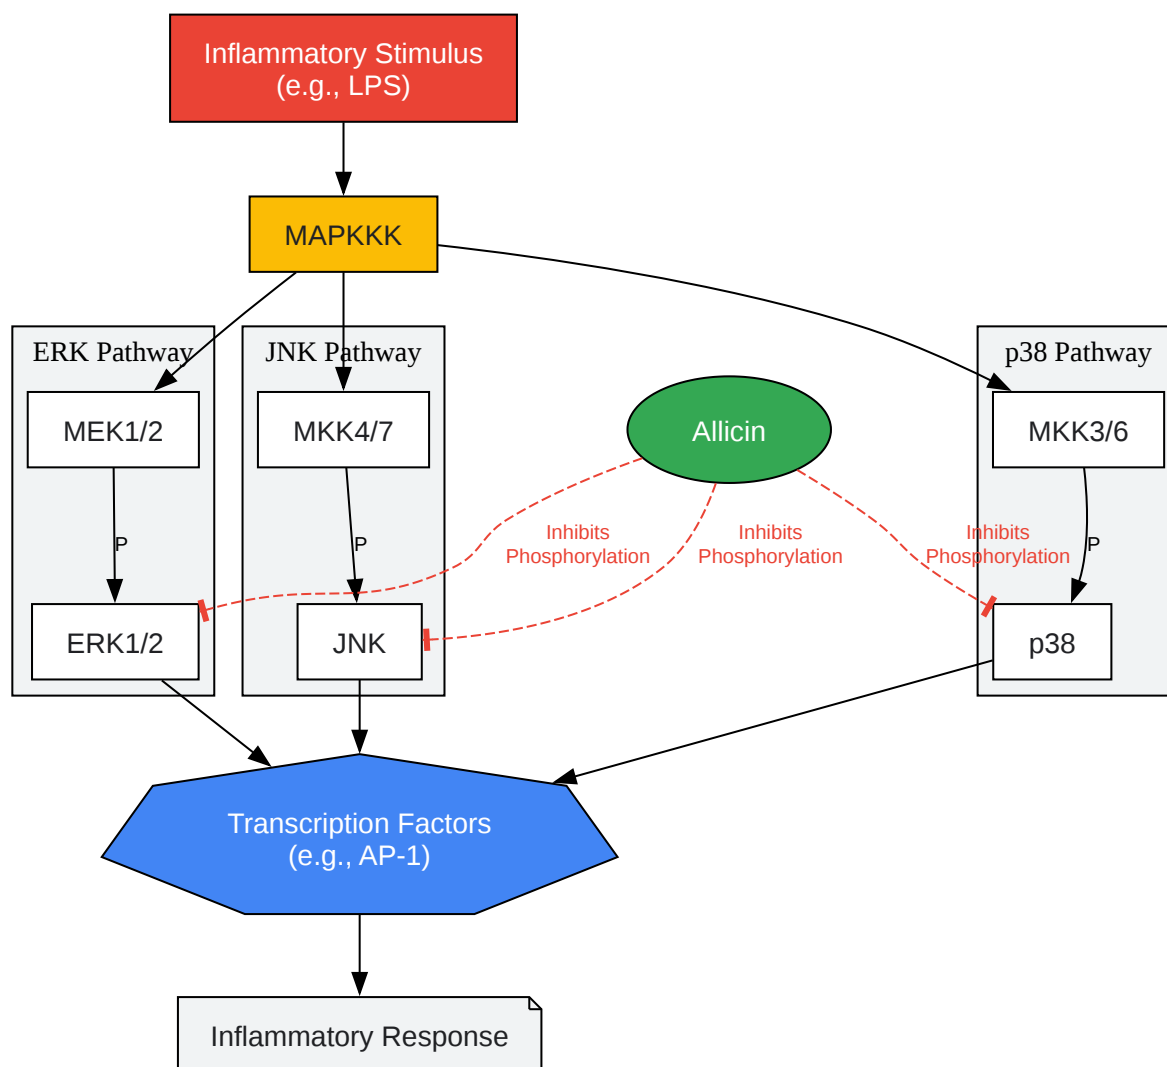 Inflammatory Stimulus
(e.g., LPS)
MAPKKK
ERK Pathway
JNK Pathway
p38 Pathway
MEK1/2
MKK4/7
Allicin
MKK3/6
P
P
Inhibits
Phosphorylation
Inhibits
Phosphorylation
Inhibits
Phosphorylation
P
ERK1/2
JNK
p38
Transcription Factors
(e.g., AP-1)
Inflammatory Response